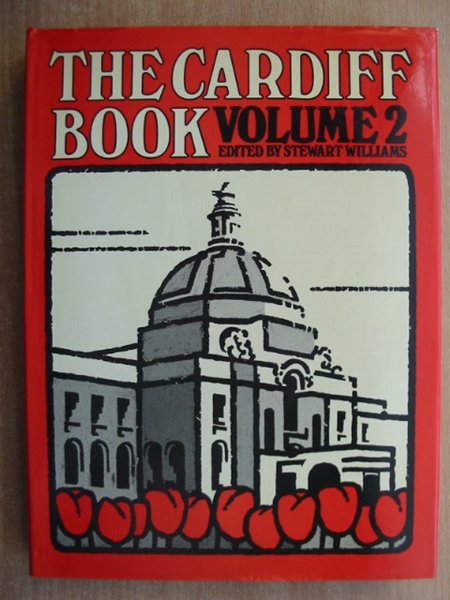 THE CARDIFF
BOOK VOLUME 2
EDITED BY STEWART WILLIAMS